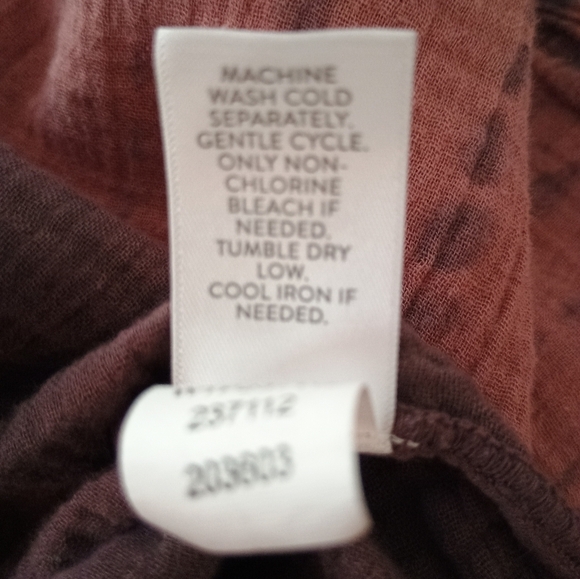 MACHINE
WASH COLD
SEPARATELY.
GENTLE CYCLE.
ONLY NON-
CHLORINE
BLEACH IF
NEEDED.
TUMBLE DRY
LOW.
COOL IRON IF
NEEDED.
237112
203603